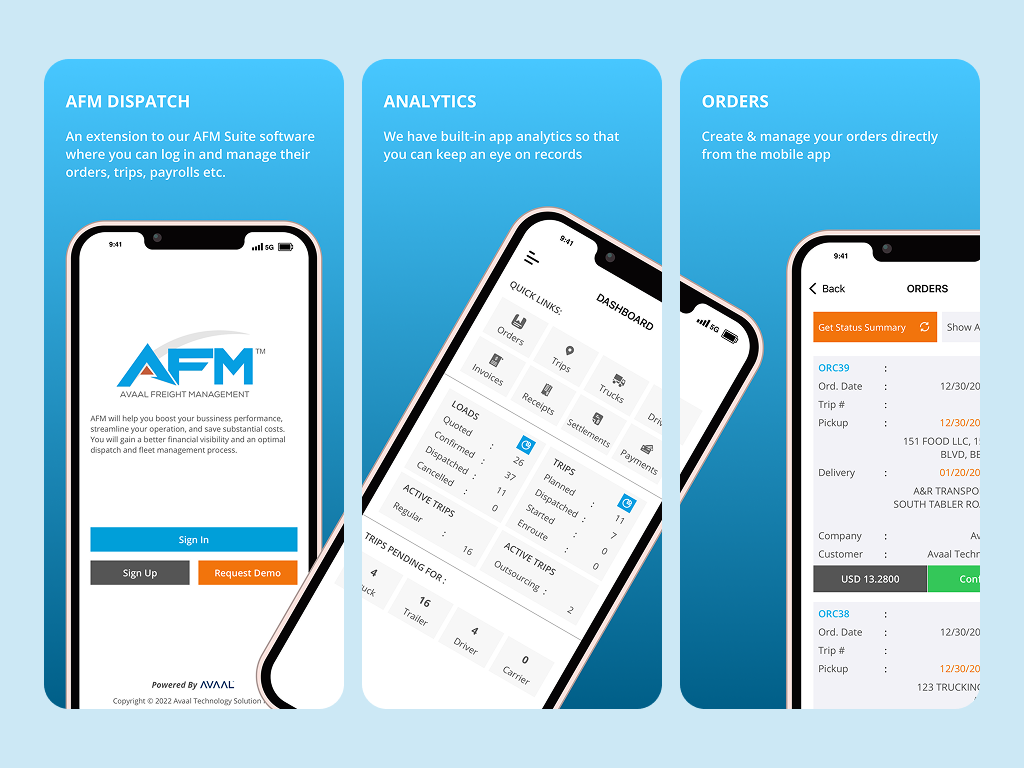 AFM DISPATCH
An extension to our AFM Suite software
where you can log in and manage their
orders, trips, payrolls etc.
9:41
5G
AFM TM
AVAAL FREIGHT MANAGEMENT
AFM will help you boost your bussiness performance,
streamline your operation, and save substantial costs.
You will gain a better financial visibility and an optimal
dispatch and fleet management process.
Sign In
Sign Up Request Demo
Powered By AVAAL
Copyright © 2022 Avaal Technology Solution
ANALYTICS
We have built-in app analytics so that
you can keep an eye on records
9:41
5G
DASHBOARD
QUICK LINKS:
Orders Trips Trucks
Invoices Receipts Settlements Payments
LOADS
Quoted : 26
Confirmed : 37
Dispatched : 11
Cancelled : 0
TRIPS
Planned : 11
Dispatched : 7
Started : 0
Enroute : 0
ACTIVE TRIPS
Regular : 16
ACTIVE TRIPS
Outsourcing : 2
TRIPS PENDING FOR :
4 16 4 0
uck Trailer Driver Carrier
ORDERS
Create & manage your orders directly
from the mobile app
9:41
Back ORDERS
Get Status Summary Show A
ORC39 :
Ord. Date : 12/30/20
Trip # :
Pickup : 12/30/20
151 FOOD LLC, 1
BLVD, BE
Delivery : 01/20/20
A&R TRANSPO
SOUTH TABLER RO
Company : Av
Customer : Avaal Techn
USD 13.2800 Conf
ORC38 :
Ord. Date : 12/30/20
Trip # :
Pickup : 12/30/20
123 TRUCKING